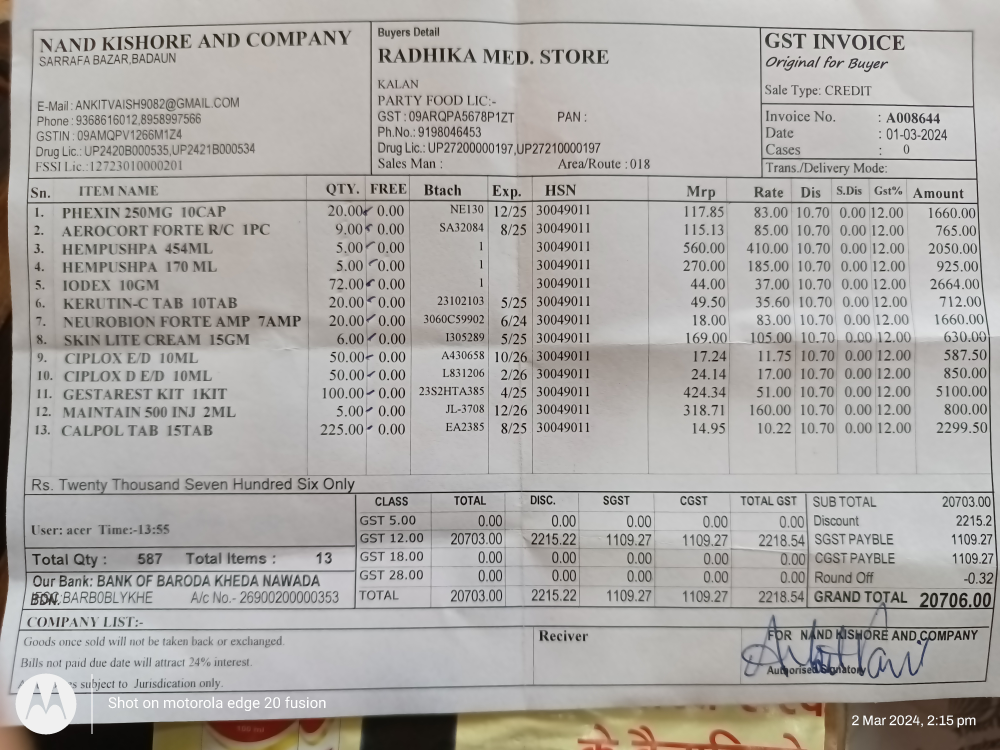 NAND KISHORE AND COMPANY
SARRAFA BAZAR,BADAUN
E-Mail : ANKITVAISH9082@GMAIL.COM
Phone : 9368616012,8958997566
GSTIN : 09AMQPV1266M1Z4
Drug Lic.: UP2420B000535,UP2421B000534
FSSI Lic.:12723010000201
Buyers Detail
RADHIKA MED. STORE
KALAN
PARTY FOOD LIC:-
GST : 09ARQPA5678P1ZT PAN :
Ph.No.: 9198046453
Drug Lic.: UP27200000197,UP27210000197
Sales Man : Area/Route : 018
GST INVOICE
Original for Buyer
Sale Type: CREDIT
Invoice No. : A008644
Date : 01-03-2024
Cases : 0
Trans./Delivery Mode:
Sn. ITEM NAME QTY. FREE Btach Exp. HSN Mrp Rate Dis S.Dis Gst% Amount
1. PHEXIN 250MG 10CAP 20.00 0.00 NE130 12/25 30049011 117.85 83.00 10.70 0.00 12.00 1660.00
2. AEROCORT FORTE R/C 1PC 9.00 0.00 SA32084 8/25 30049011 115.13 85.00 10.70 0.00 12.00 765.00
3. HEMPUSHPA 454ML 5.00 0.00 1 30049011 560.00 410.00 10.70 0.00 12.00 2050.00
4. HEMPUSHPA 170 ML 5.00 0.00 1 30049011 270.00 185.00 10.70 0.00 12.00 925.00
5. IODEX 10GM 72.00 0.00 1 30049011 44.00 37.00 10.70 0.00 12.00 2664.00
6. KERUTIN-C TAB 10TAB 20.00 0.00 23102103 5/25 30049011 49.50 35.60 10.70 0.00 12.00 712.00
7. NEUROBION FORTE AMP 7AMP 20.00 0.00 3060C59902 6/24 30049011 18.00 83.00 10.70 0.00 12.00 1660.00
8. SKIN LITE CREAM 15GM 6.00 0.00 I305289 5/25 30049011 169.00 105.00 10.70 0.00 12.00 630.00
9. CIPLOX E/D 10ML 50.00 0.00 A430658 10/26 30049011 17.24 11.75 10.70 0.00 12.00 587.50
10. CIPLOX D E/D 10ML 50.00 0.00 L831206 2/26 30049011 24.14 17.00 10.70 0.00 12.00 850.00
11. GESTAREST KIT 1KIT 100.00 0.00 23S2HTA385 4/25 30049011 424.34 51.00 10.70 0.00 12.00 5100.00
12. MAINTAIN 500 INJ 2ML 5.00 0.00 JL-3708 12/26 30049011 318.71 160.00 10.70 0.00 12.00 800.00
13. CALPOL TAB 15TAB 225.00 0.00 EA2385 8/25 30049011 14.95 10.22 10.70 0.00 12.00 2299.50
Rs. Twenty Thousand Seven Hundred Six Only
User: acer Time:-13:55
Total Qty : 587 Total Items : 13
Our Bank: BANK OF BARODA KHEDA NAWADA
BDN, BARB0BLYKHE A/c No.- 26900200000353
CLASS TOTAL DISC. SGST CGST TOTAL GST
GST 5.00 0.00 0.00 0.00 0.00 0.00
GST 12.00 20703.00 2215.22 1109.27 1109.27 2218.54
GST 18.00 0.00 0.00 0.00 0.00 0.00
GST 28.00 0.00 0.00 0.00 0.00 0.00
TOTAL 20703.00 2215.22 1109.27 1109.27 2218.54
SUB TOTAL 20703.00
Discount 2215.2
SGST PAYBLE 1109.27
CGST PAYBLE 1109.27
Round Off -0.32
GRAND TOTAL 20706.00
COMPANY LIST:-
Goods once sold will not be taken back or exchanged.
Bills not paid due date will attract 24% interest.
subject to Jurisdication only.
Reciver
FOR NAND KISHORE AND COMPANY
Authorised Signatory
Shot on motorola edge 20 fusion
2 Mar 2024, 2:15 pm